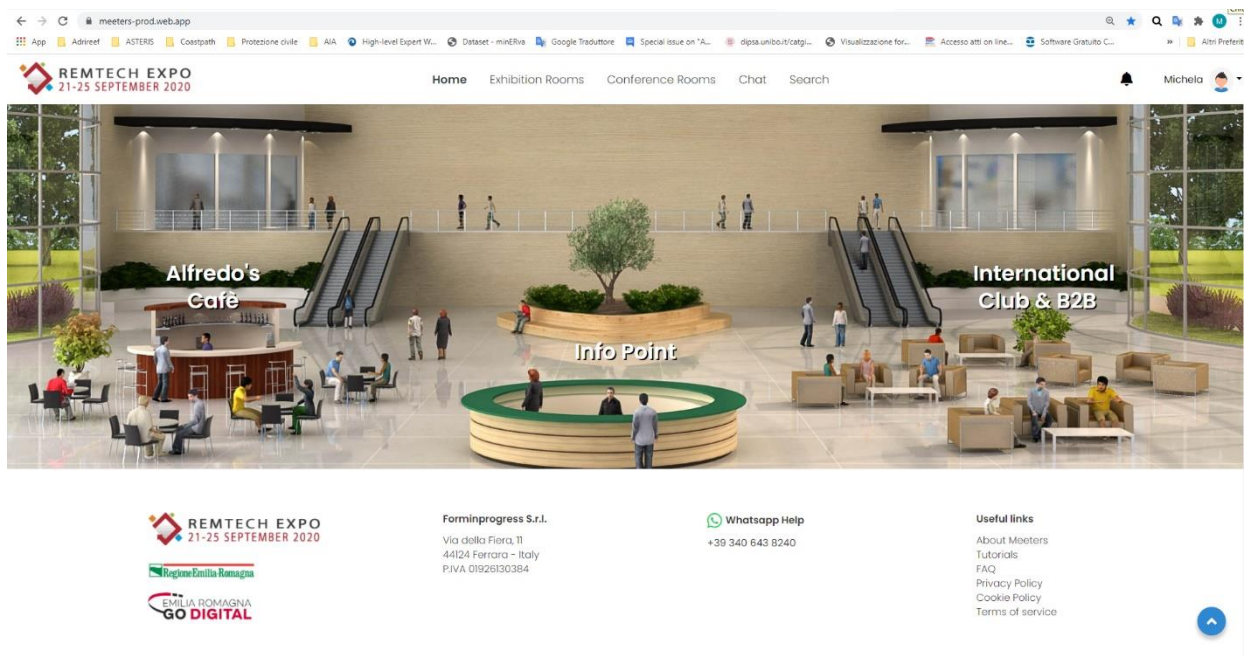 meeters-prod.web.app
App Adrireef ASTERIS Coastpath Protezione civile AIA High-level Expert W... Dataset - minERva Google Traduttore Special issue on "A... dipsa.unibo.it/catgi... Visualizzazione for... Accesso atti on line... Software Gratuito C... » Altri Preferiti
REMTECH EXPO
21-25 SEPTEMBER 2020
Home Exhibition Rooms Conference Rooms Chat Search
Michela
Alfredo's
Cafè
Info Point
International
Club & B2B
REMTECH EXPO
21-25 SEPTEMBER 2020
RegioneEmilia-Romagna
EMILIA ROMAGNA
GO DIGITAL
Forminprogress S.r.l.
Via della Fiera, 11
44124 Ferrara - Italy
P.IVA 01926130384
Whatsapp Help
+39 340 643 8240
Useful links
About Meeters
Tutorials
FAQ
Privacy Policy
Cookie Policy
Terms of service